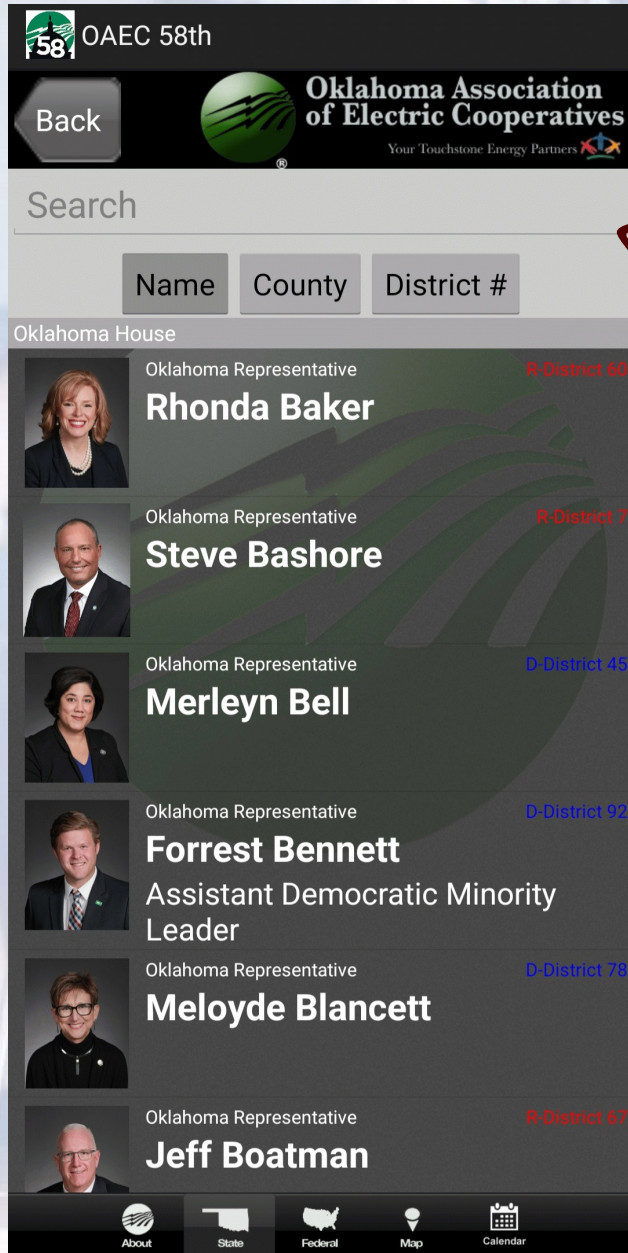 58
OAEC 58th
Back
Oklahoma Association
of Electric Cooperatives
Your Touchstone Energy Partners
®
Search
Name
County
District #
Oklahoma House
Oklahoma Representative
R-District 60
Rhonda Baker
Oklahoma Representative
R-District 7
Steve Bashore
Oklahoma Representative
D-District 45
Merleyn Bell
Oklahoma Representative
D-District 92
Forrest Bennett
Assistant Democratic Minority
Leader
Oklahoma Representative
D-District 78
Meloyde Blancett
Oklahoma Representative
R-District 67
Jeff Boatman
About
State
Federal
Map
Calendar